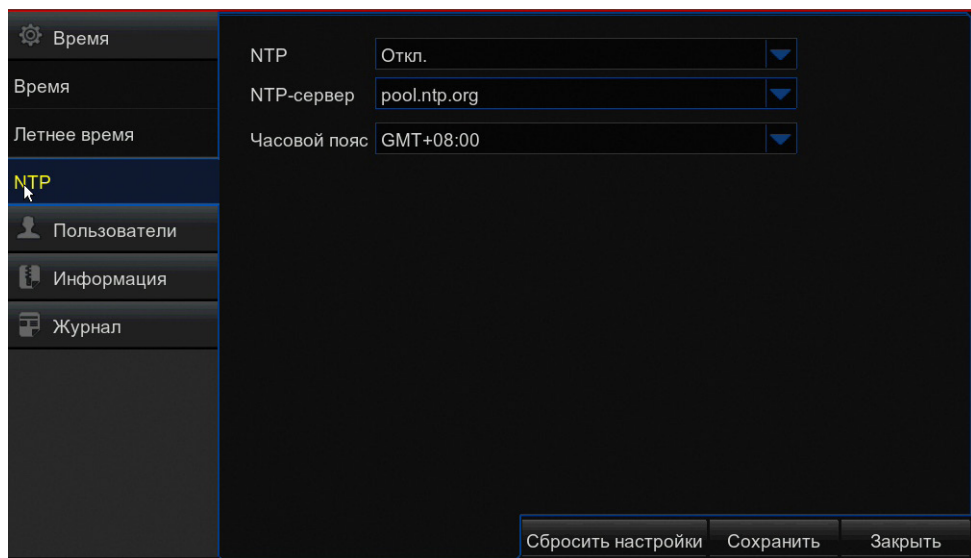 Время
Время
Летнее время
NTP
Пользователи
Информация
Журнал
NTP Откл.
NTP-сервер pool.ntp.org
Часовой пояс GMT+08:00
Сбросить настройки Сохранить Закрыть